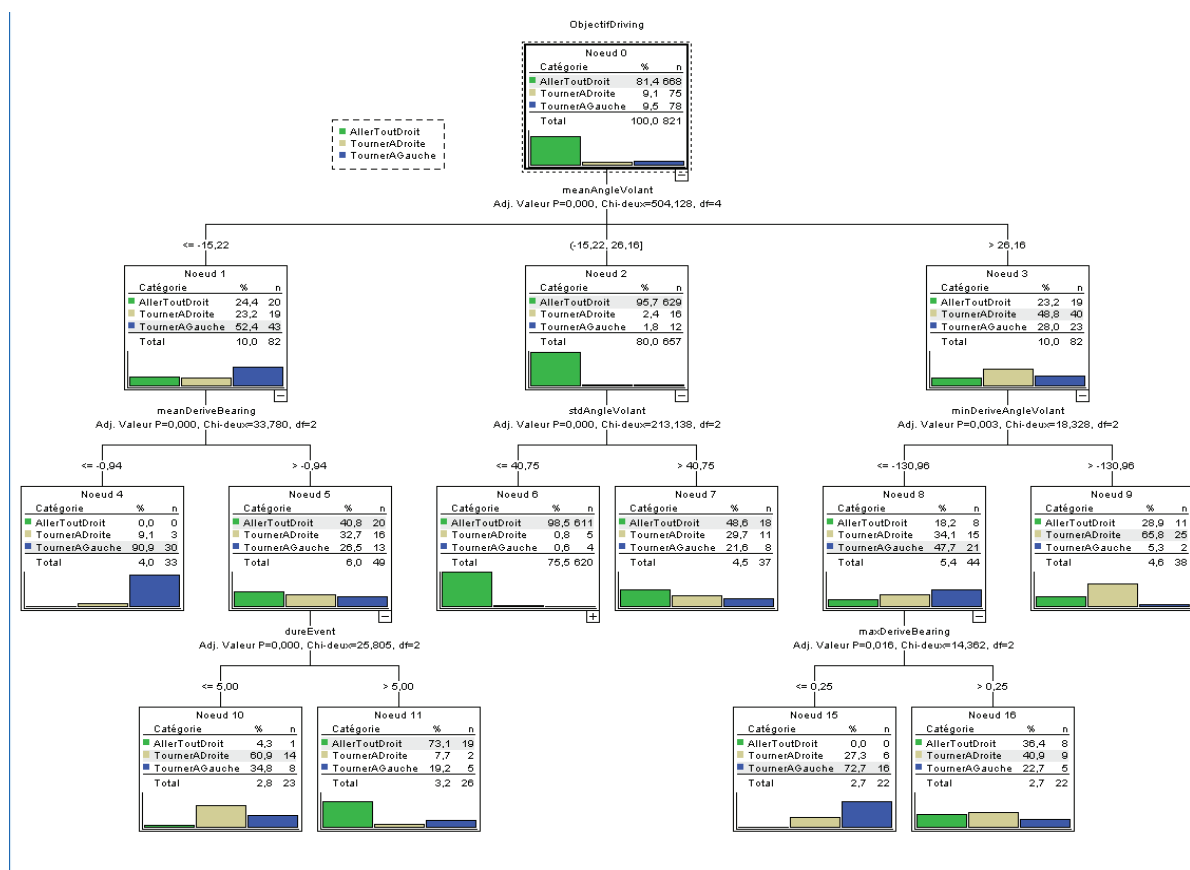 ObjectifDriving
Noeud 0
Catégorie % n
AllerToutDroit 81,4 668
TournerADroite 9,1 75
TournerAGauche 9,5 78
Total 100,0 821
AllerToutDroit
TournerADroite
TournerAGauche
meanAngleVolant
Adj. Valeur P=0,000, Chi-deux=504,128, df=4
<= -15,22
(-15,22, 26,16]
> 26,16
Noeud 1
Catégorie % n
AllerToutDroit 24,4 20
TournerADroite 23,2 19
TournerAGauche 52,4 43
Total 10,0 82
Noeud 2
Catégorie % n
AllerToutDroit 95,7 629
TournerADroite 2,4 16
TournerAGauche 1,8 12
Total 80,0 657
Noeud 3
Catégorie % n
AllerToutDroit 23,2 19
TournerADroite 48,8 40
TournerAGauche 28,0 23
Total 10,0 82
meanDeriveBearing
Adj. Valeur P=0,000, Chi-deux=33,780, df=2
stdAngleVolant
Adj. Valeur P=0,000, Chi-deux=213,138, df=2
minDeriveAngleVolant
Adj. Valeur P=0,003, Chi-deux=18,328, df=2
<= -0,94
> -0,94
<= 40,75
> 40,75
<= -130,96
> -130,96
Noeud 4
Catégorie % n
AllerToutDroit 0,0 0
TournerADroite 9,1 3
TournerAGauche 90,9 30
Total 4,0 33
Noeud 5
Catégorie % n
AllerToutDroit 40,8 20
TournerADroite 32,7 16
TournerAGauche 26,5 13
Total 6,0 49
Noeud 6
Catégorie % n
AllerToutDroit 98,5 611
TournerADroite 0,8 5
TournerAGauche 0,6 4
Total 75,5 620
Noeud 7
Catégorie % n
AllerToutDroit 48,6 18
TournerADroite 29,7 11
TournerAGauche 21,6 8
Total 4,5 37
Noeud 8
Catégorie % n
AllerToutDroit 18,2 8
TournerADroite 34,1 15
TournerAGauche 47,7 21
Total 5,4 44
Noeud 9
Catégorie % n
AllerToutDroit 28,9 11
TournerADroite 65,8 25
TournerAGauche 5,3 2
Total 4,6 38
dureEvent
Adj. Valeur P=0,000, Chi-deux=25,805, df=2
maxDeriveBearing
Adj. Valeur P=0,016, Chi-deux=14,362, df=2
<= 5,00
> 5,00
<= 0,25
> 0,25
Noeud 10
Catégorie % n
AllerToutDroit 4,3 1
TournerADroite 60,9 14
TournerAGauche 34,8 8
Total 2,8 23
Noeud 11
Catégorie % n
AllerToutDroit 73,1 19
TournerADroite 7,7 2
TournerAGauche 19,2 5
Total 3,2 26
Noeud 15
Catégorie % n
AllerToutDroit 0,0 0
TournerADroite 27,3 6
TournerAGauche 72,7 16
Total 2,7 22
Noeud 16
Catégorie % n
AllerToutDroit 36,4 8
TournerADroite 40,9 9
TournerAGauche 22,7 5
Total 2,7 22